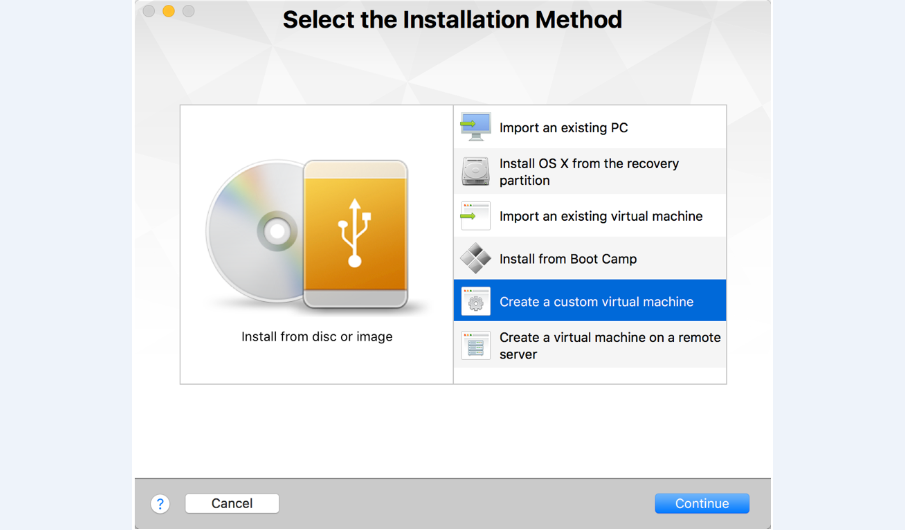 Select the Installation Method
Import an existing PC
Install OS X from the recovery
partition
Import an existing virtual machine
Install from Boot Camp
Create a custom virtual machine
Create a virtual machine on a remote
server
Install from disc or image
?
Cancel
Continue